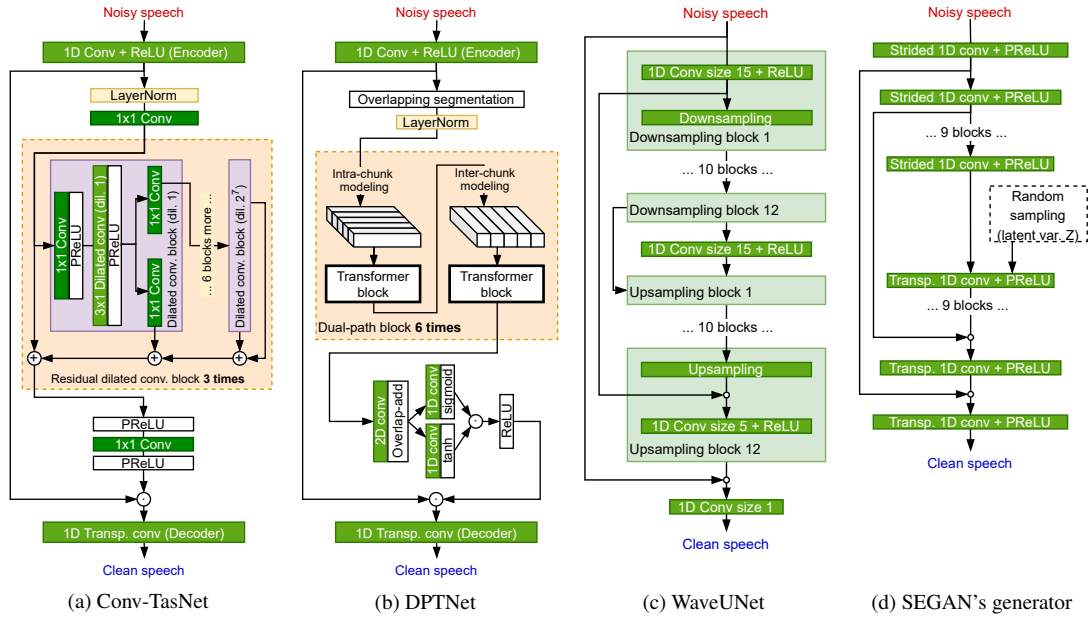 Noisy speech
1D Conv + ReLU (Encoder)
LayerNorm
1x1 Conv
1x1 Conv
PReLU
3x1 Dilated conv (dil. 1)
PReLU
1x1 Conv
1x1 Conv
Dilated conv. block (dil. 1)
... 6 blocks more ...
Dilated conv. block (dil. 2^7)
+
+
+
Residual dilated conv. block 3 times
PReLU
1x1 Conv
PReLU
·
1D Transp. conv (Decoder)
Clean speech
(a) Conv-TasNet
Noisy speech
1D Conv + ReLU (Encoder)
Overlapping segmentation
LayerNorm
Intra-chunk
modeling
Inter-chunk
modeling
Transformer
block
Transformer
block
Dual-path block 6 times
2D conv
Overlap-add
1D conv
sigmoid
1D conv
tanh
·
ReLU
·
1D Transp. conv (Decoder)
Clean speech
(b) DPTNet
Noisy speech
1D Conv size 15 + ReLU
Downsampling
Downsampling block 1
... 10 blocks ...
Downsampling block 12
1D Conv size 15 + ReLU
Upsampling block 1
... 10 blocks ...
Upsampling
1D Conv size 5 + ReLU
Upsampling block 12
1D Conv size 1
Clean speech
(c) WaveUNet
Noisy speech
Strided 1D conv + PReLU
Strided 1D conv + PReLU
... 9 blocks ...
Strided 1D conv + PReLU
Random
sampling
(latent var. Z)
Transp. 1D conv + PReLU
... 9 blocks ...
Transp. 1D conv + PReLU
Transp. 1D conv + PReLU
Clean speech
(d) SEGAN's generator